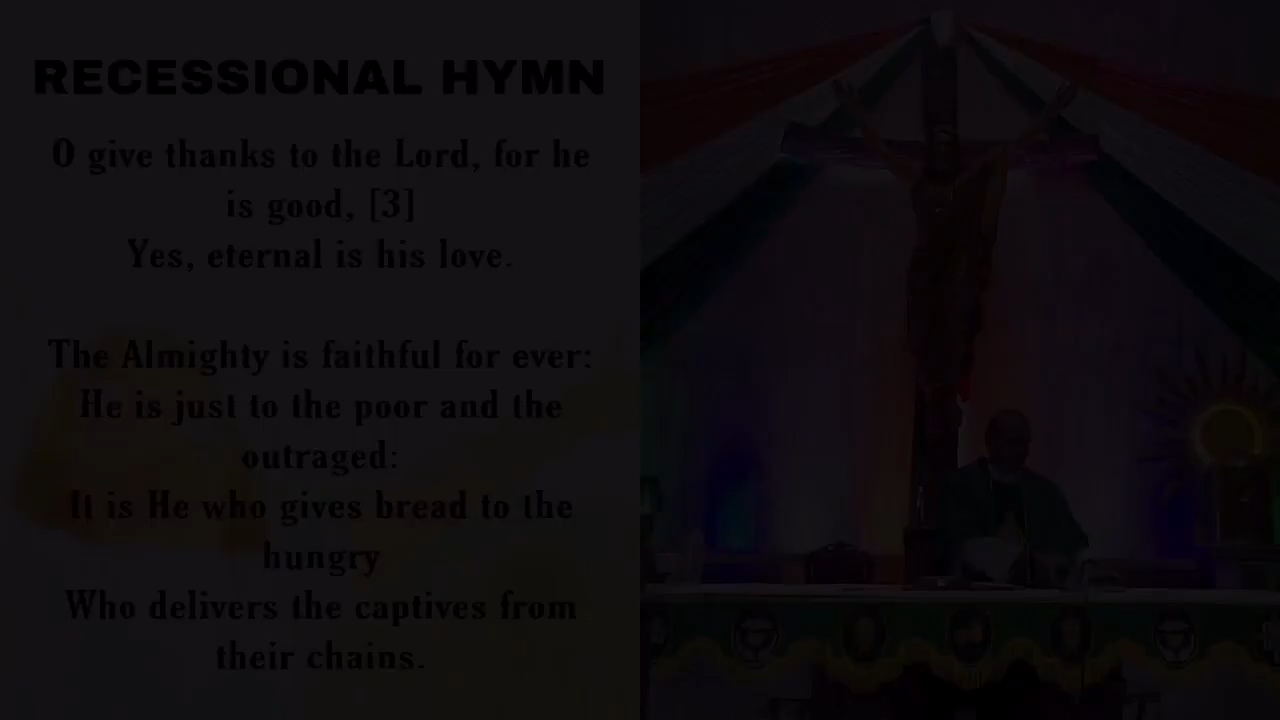 RECESSIONAL HYMN
O give thanks to the Lord, for he
is good, [3]
Yes, eternal is his love.
The Almighty is faithful for ever:
He is just to the poor and the
outraged:
It is He who gives bread to the
hungry
Who delivers the captives from
their chains.